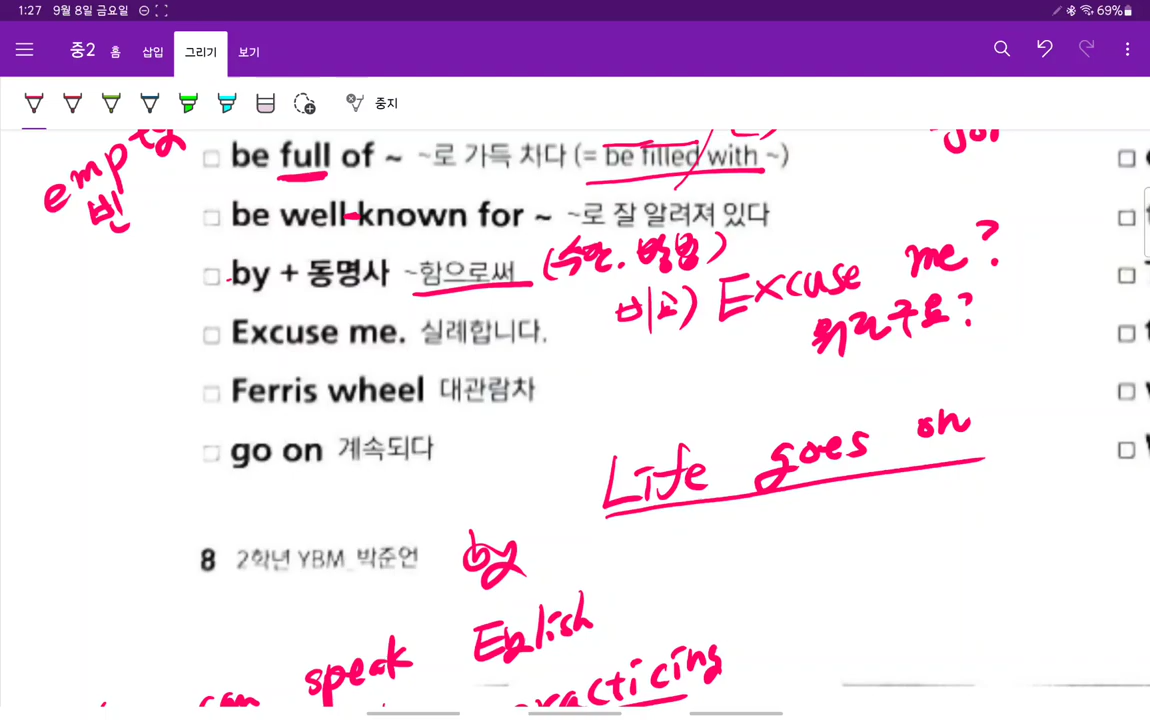 1:27 9월 8일 금요일 69%
중2 홈 삽입 그리기 보기
중지
empty
빈
be full of ~ ~로 가득 차다 (= be filled with ~)
be well-known for ~ ~로 잘 알려져 있다
by + 동명사 ~함으로써 (수단, 방법)
비교) Excuse me?
뭐라구요?
Excuse me. 실례합니다.
Ferris wheel 대관람차
go on 계속되다
Life goes on
8 2학년 YBM_박준언
by
speak English
can practicing